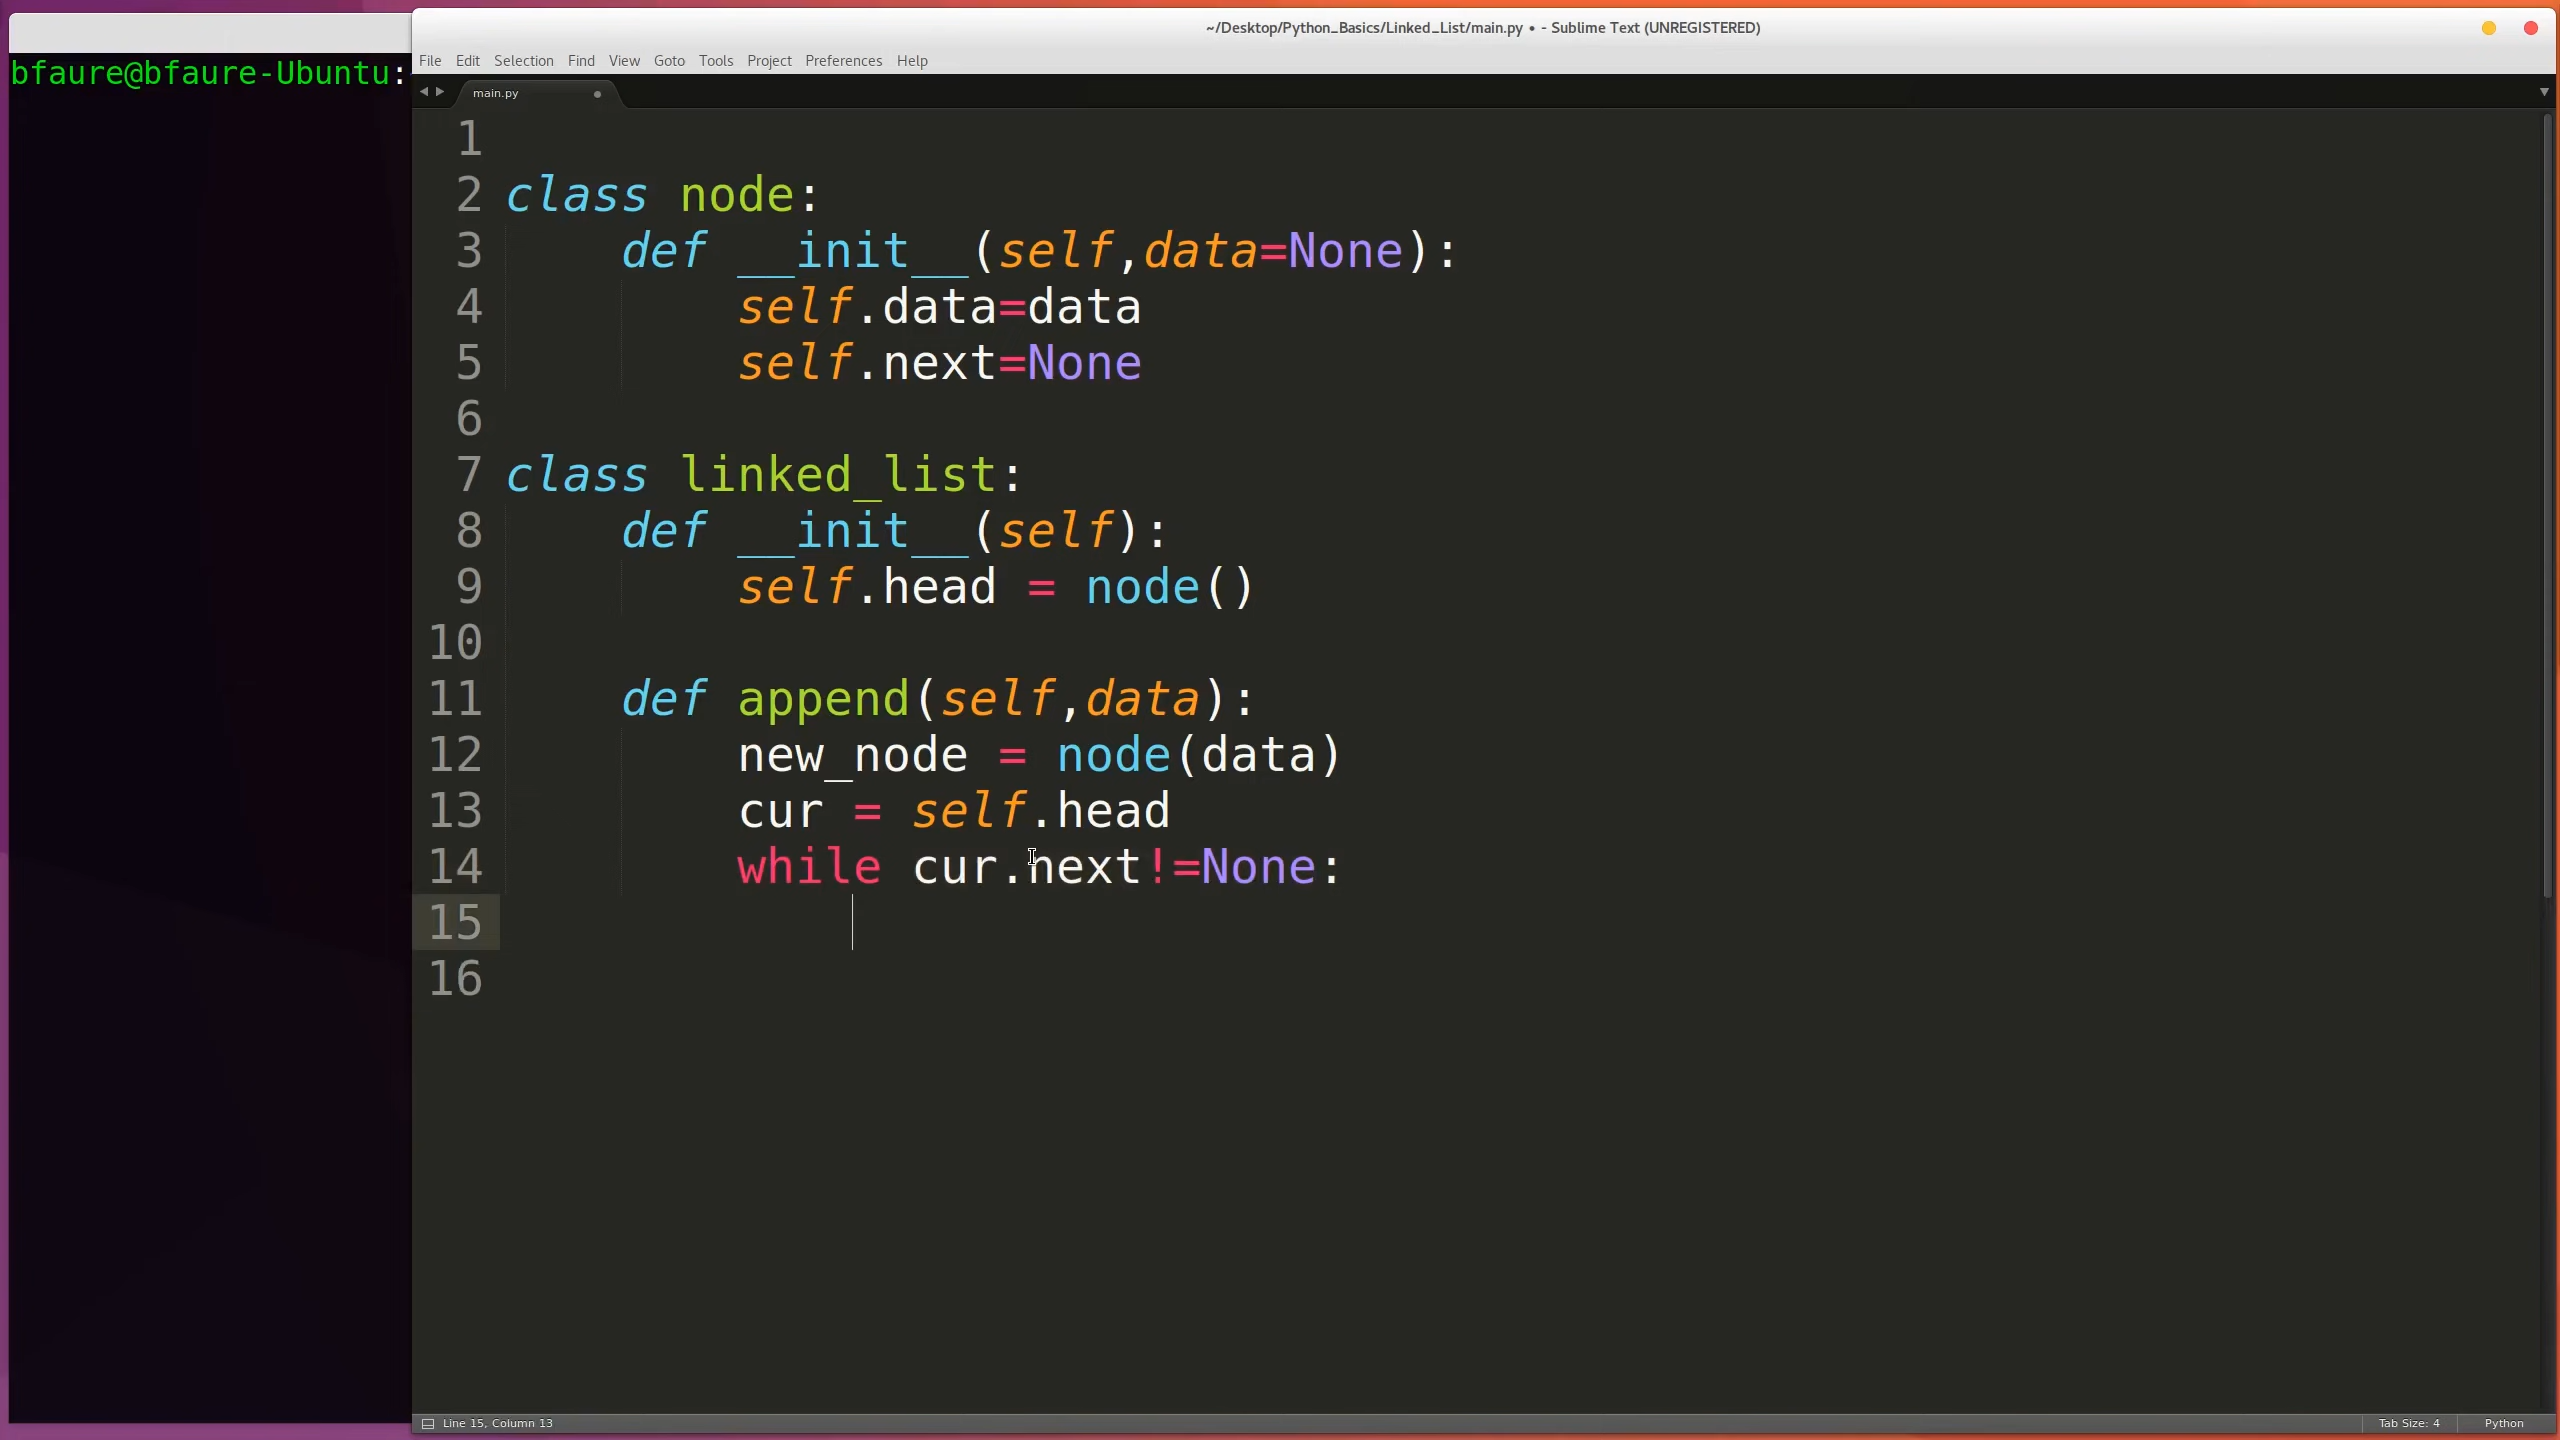 ~/Desktop/Python_Basics/Linked_List/main.py • - Sublime Text (UNREGISTERED)
File Edit Selection Find View Goto Tools Project Preferences Help
bfaure@bfaure-Ubuntu:
main.py
1
2 class node:
3     def __init__(self,data=None):
4         self.data=data
5         self.next=None
6
7 class linked_list:
8     def __init__(self):
9         self.head = node()
10
11     def append(self,data):
12         new_node = node(data)
13         cur = self.head
14         while cur.next!=None:
15
16
Line 15, Column 13 Tab Size: 4 Python